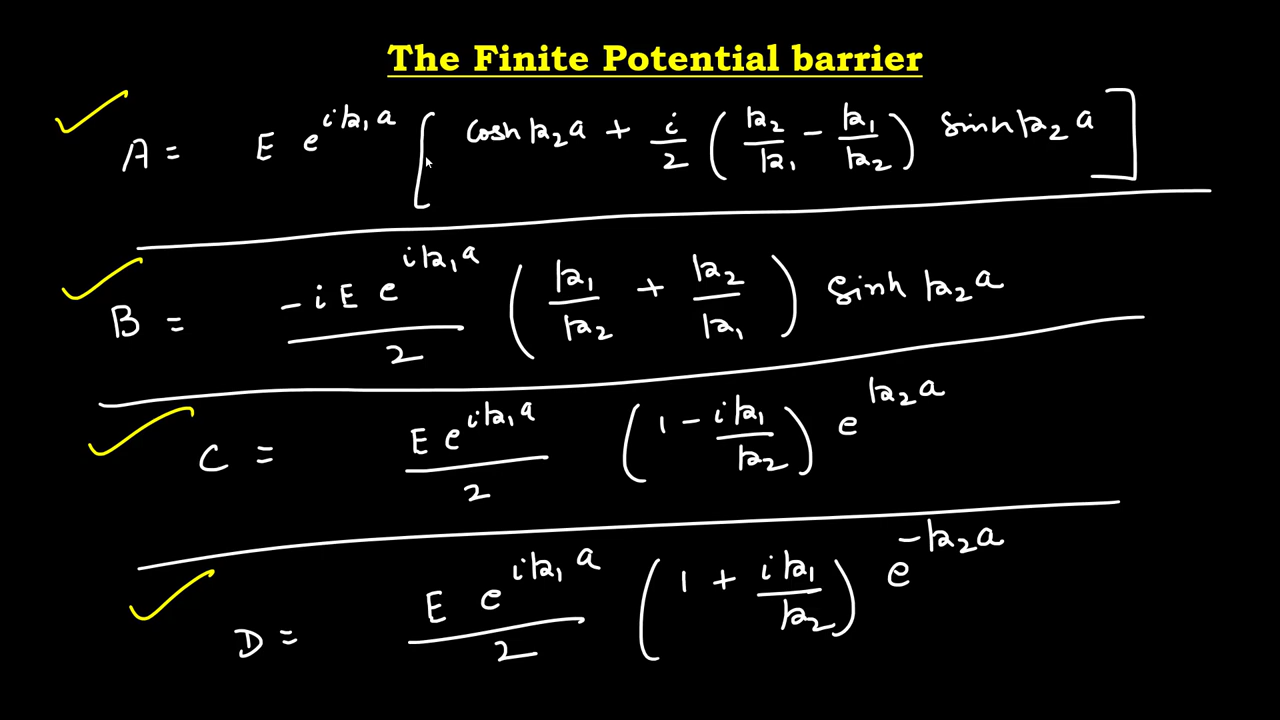 The Finite Potential barrier
A = E e^{ik₁a} [ cosh k₂a + i/2 ( k₂/k₁ − k₁/k₂ ) sinh k₂a ]
B = −iE e^{ik₁a}/2 ( k₁/k₂ + k₂/k₁ ) sinh k₂a
C = E e^{ik₁a}/2 ( 1 − ik₁/k₂ ) e^{k₂a}
D = E e^{ik₁a}/2 ( 1 + ik₁/k₂ ) e^{−k₂a}